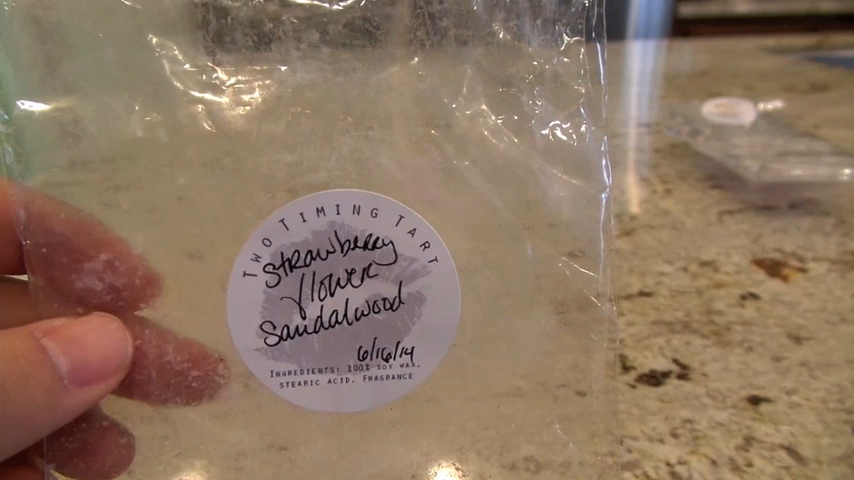 TWO TIMING TART
Strawberry
flower
Sandalwood
6/16/14
INGREDIENTS: 100% SOY WAX,
STEARIC ACID, FRAGRANCE